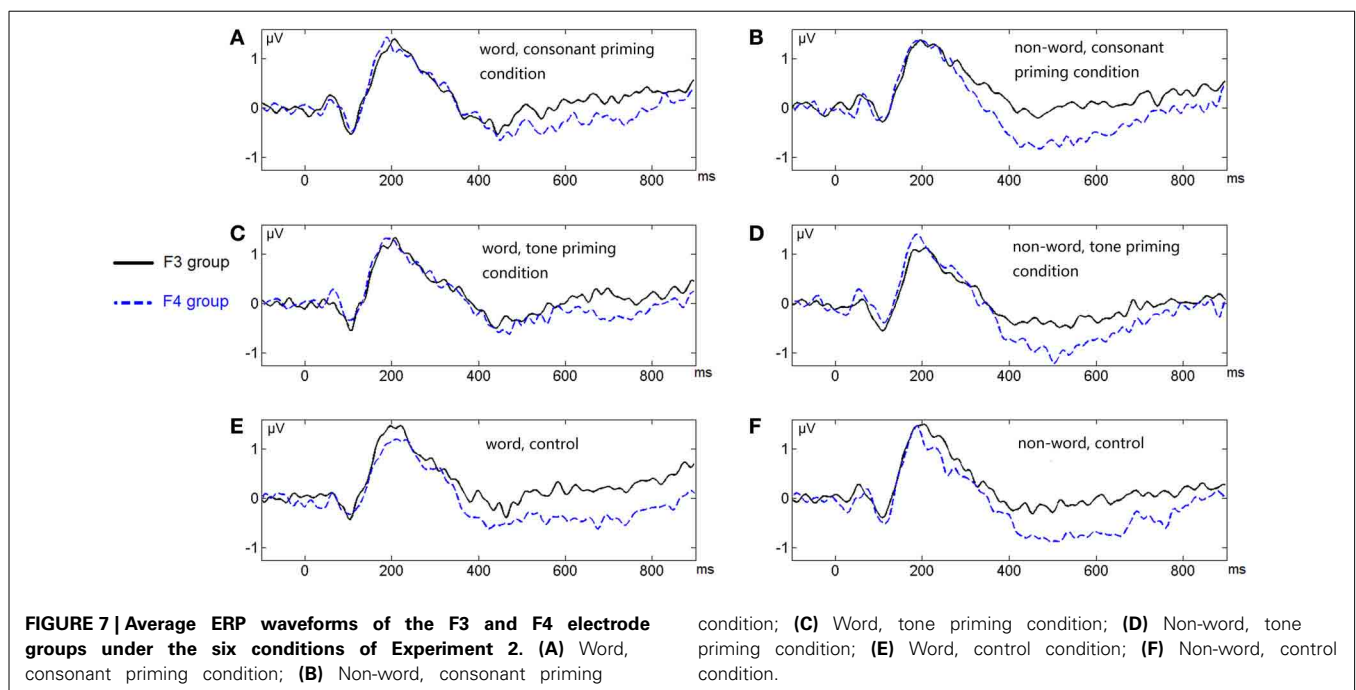 A
µV
word, consonant priming
condition
1
0
-1
0
200
400
600
800
ms
B
µV
non-word, consonant
priming condition
1
0
-1
0
200
400
600
800
ms
F3 group
F4 group
C
µV
word, tone priming
condition
1
0
-1
0
200
400
600
800
ms
D
µV
non-word, tone priming
condition
1
0
-1
0
200
400
600
800
ms
E
µV
word, control
1
0
-1
0
200
400
600
800
ms
F
µV
non-word, control
1
0
-1
0
200
400
600
800
ms
FIGURE 7 | Average ERP waveforms of the F3 and F4 electrode
groups under the six conditions of Experiment 2. (A) Word,
consonant priming condition; (B) Non-word, consonant priming
condition; (C) Word, tone priming condition; (D) Non-word, tone
priming condition; (E) Word, control condition; (F) Non-word, control
condition.